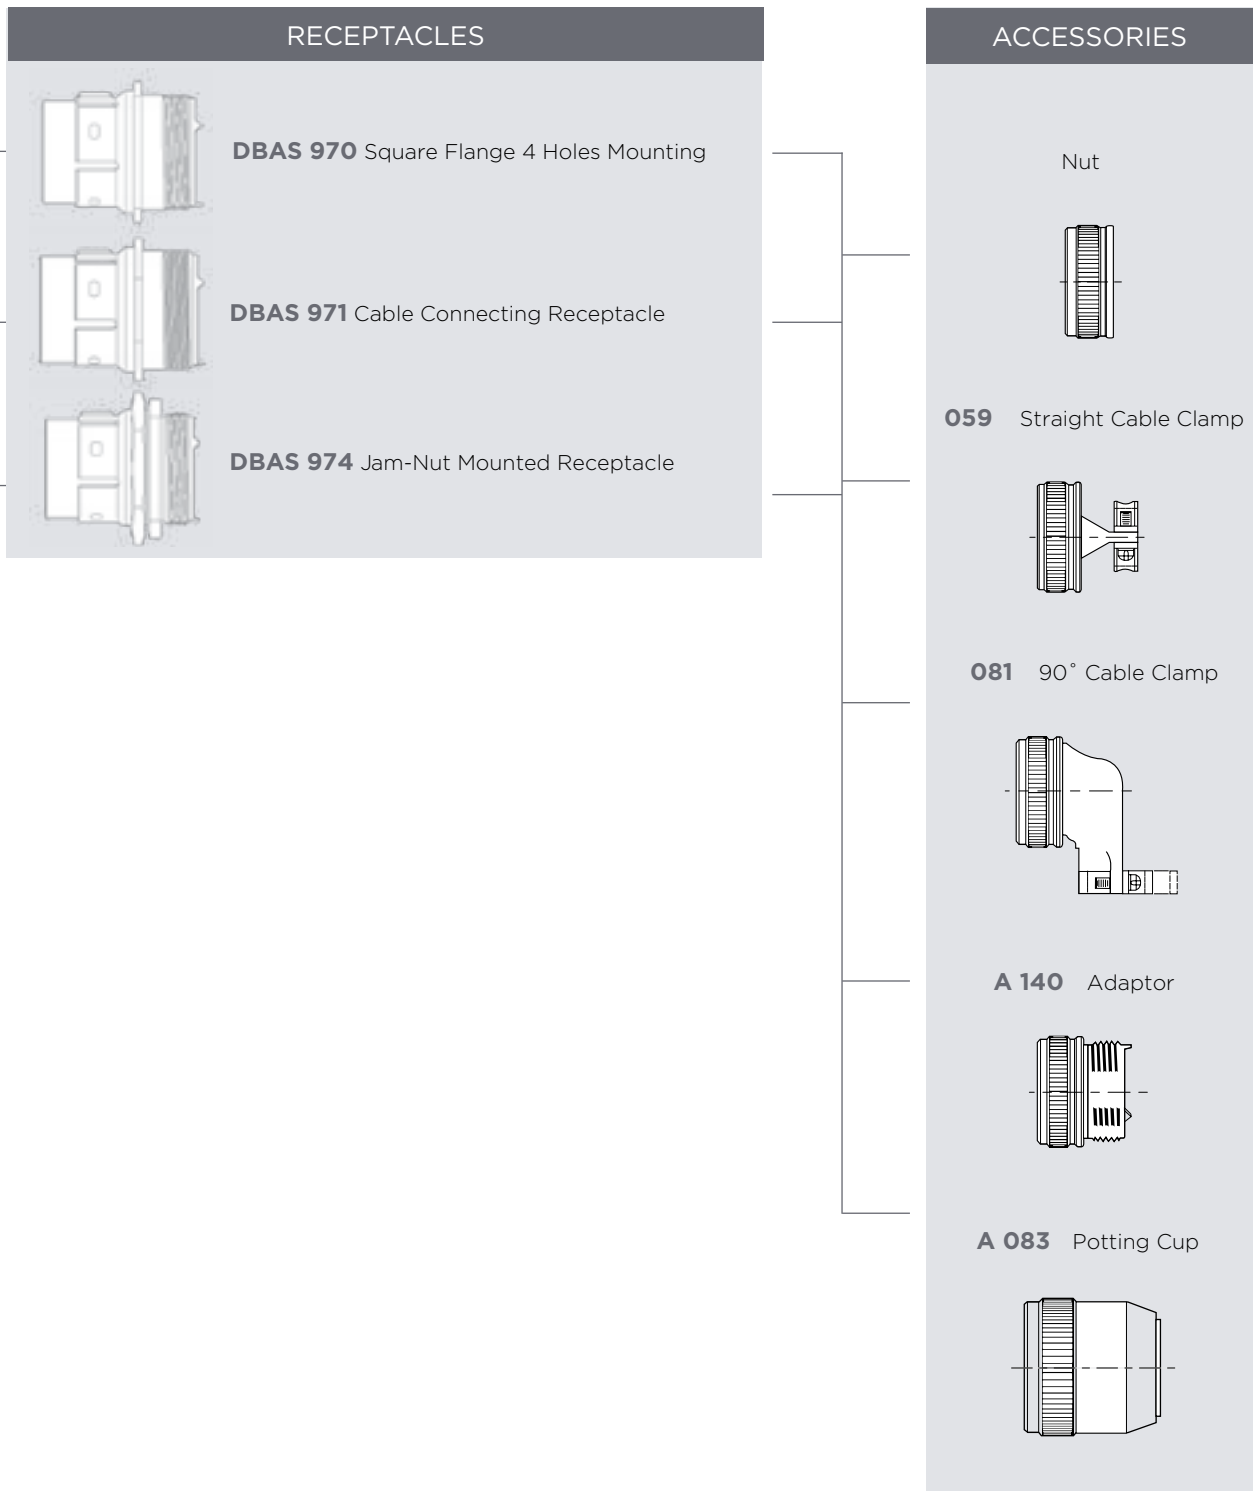 RECEPTACLES
DBAS 970 Square Flange 4 Holes Mounting
DBAS 971 Cable Connecting Receptacle
DBAS 974 Jam-Nut Mounted Receptacle
ACCESSORIES
Nut
059 Straight Cable Clamp
081 90˚ Cable Clamp
A 140 Adaptor
A 083 Potting Cup